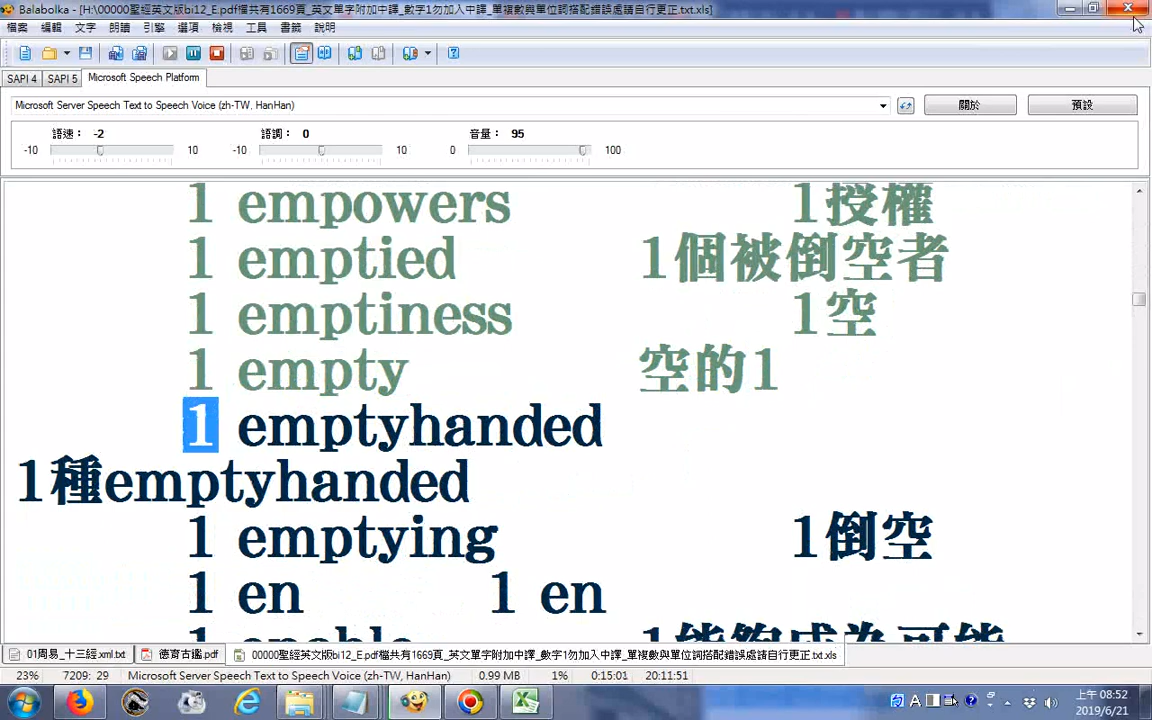 Balabolka - [H:\00000聖經英文版bi12_E.pdf檔共有1669頁_英文單字附加中譯_數字1勿加入中譯_單複數與單位詞搭配錯誤處請自行更正.txt.xls]
檔案 編輯 文字 朗讀 引擎 選項 檢視 工具 書籤 說明
SAPI 4 SAPI 5 Microsoft Speech Platform
Microsoft Server Speech Text to Speech Voice (zh-TW, HanHan) 關於 預設
語速： -2 語調： 0 音量： 95
-10 10 -10 10 0 100
1 empowers 1授權
1 emptied 1個被倒空者
1 emptiness 1空
1 empty 空的1
1 emptyhanded
1種emptyhanded
1 emptying 1倒空
1 en 1 en
1 enable 1能夠成為可能
01周易_十三經.xml.txt 德育古鑑.pdf 00000聖經英文版bi12_E.pdf檔共有1669頁_英文單字附加中譯_數字1勿加入中譯_單複數與單位詞搭配錯誤處請自行更正.txt.xls
23% 7209: 29 Microsoft Server Speech Text to Speech Voice (zh-TW, HanHan) 0.99 MB 1% 0:15:01 20:11:51
上午 08:52
2019/6/21